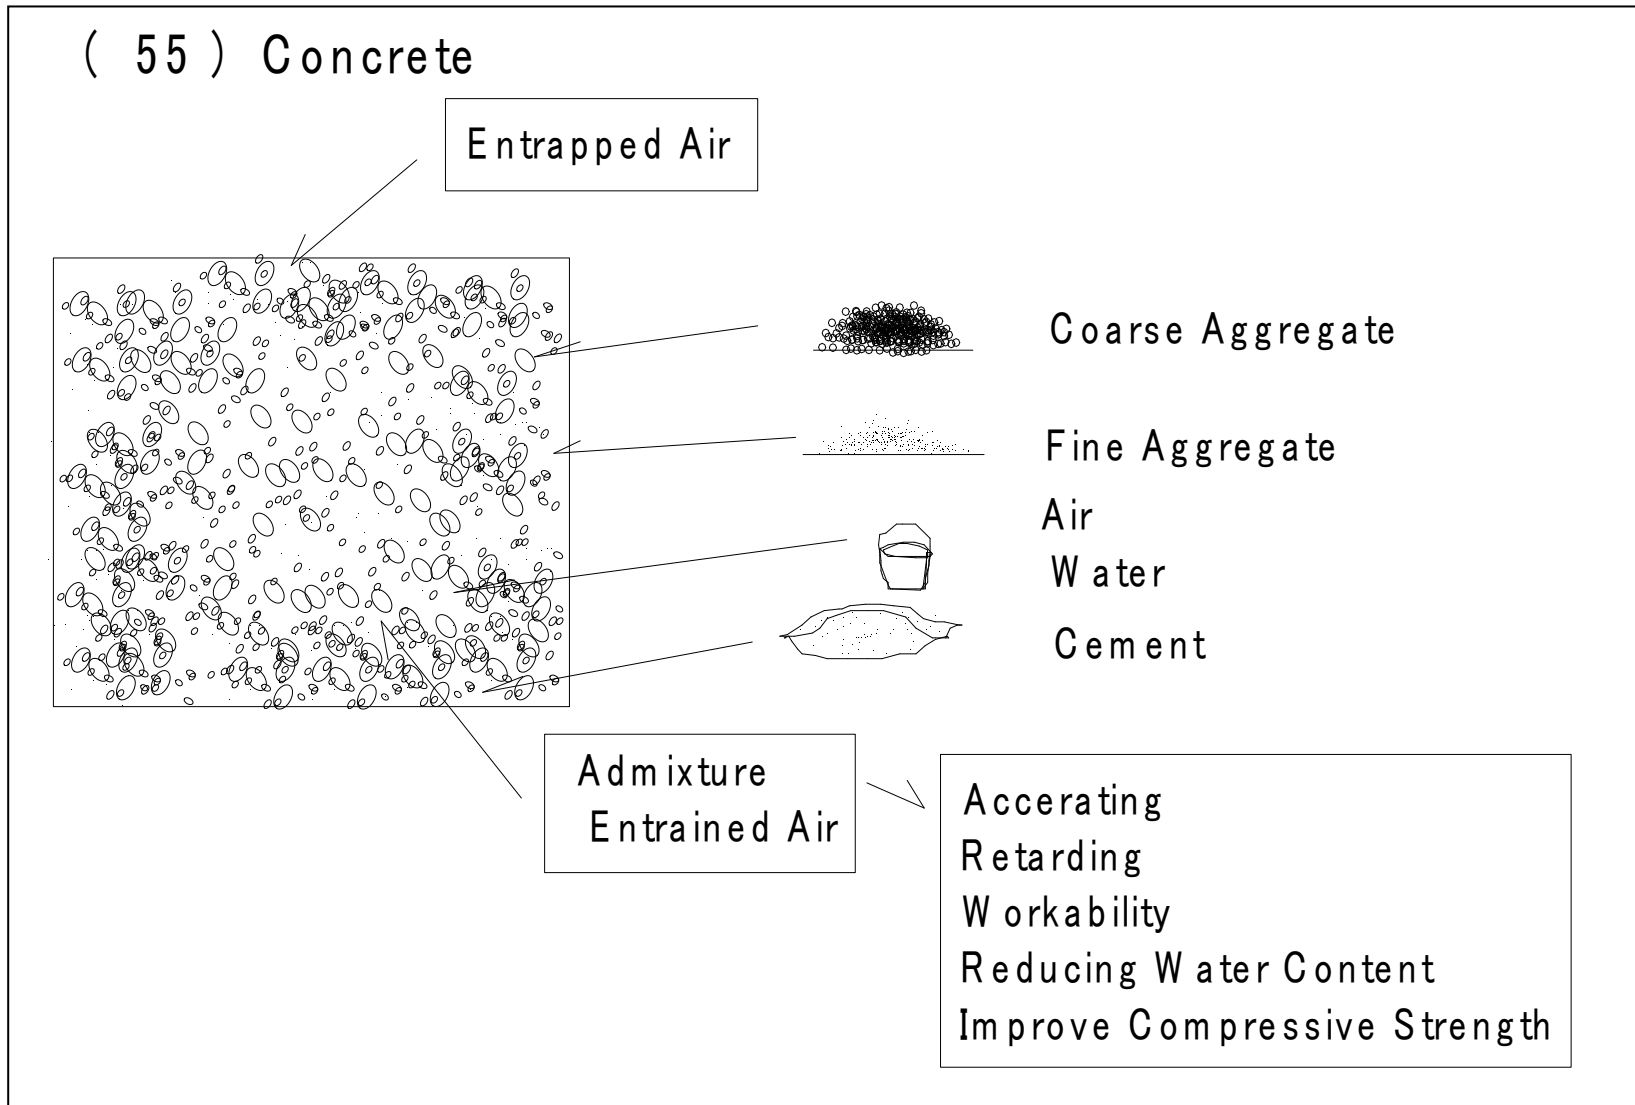 ( 55 ) Concrete
Entrapped Air
Coarse Aggregate
Fine Aggregate
Air
Water
Cement
Admixture
Entrained Air
Accerating
Retarding
Workability
Reducing Water Content
Improve Compressive Strength